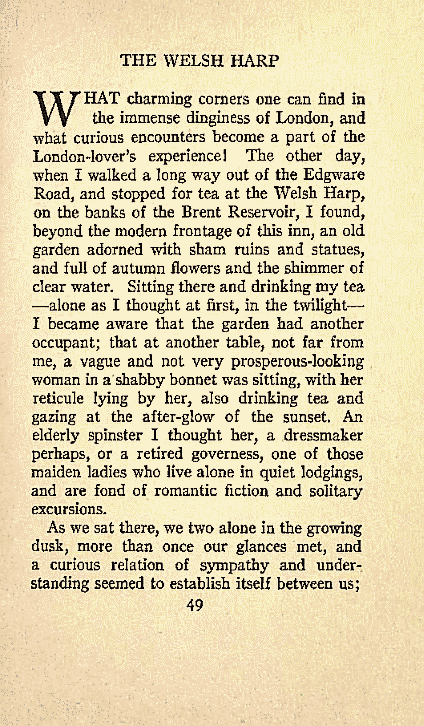 THE WELSH HARP
WHAT charming corners one can find in
the immense dinginess of London, and
what curious encounters become a part of the
London-lover's experience! The other day,
when I walked a long way out of the Edgware
Road, and stopped for tea at the Welsh Harp,
on the banks of the Brent Reservoir, I found,
beyond the modern frontage of this inn, an old
garden adorned with sham ruins and statues,
and full of autumn flowers and the shimmer of
clear water. Sitting there and drinking my tea
—alone as I thought at first, in the twilight—
I became aware that the garden had another
occupant; that at another table, not far from
me, a vague and not very prosperous-looking
woman in a shabby bonnet was sitting, with her
reticule lying by her, also drinking tea and
gazing at the after-glow of the sunset. An
elderly spinster I thought her, a dressmaker
perhaps, or a retired governess, one of those
maiden ladies who live alone in quiet lodgings,
and are fond of romantic fiction and solitary
excursions.
As we sat there, we two alone in the growing
dusk, more than once our glances met, and
a curious relation of sympathy and under-
standing seemed to establish itself between us;
49